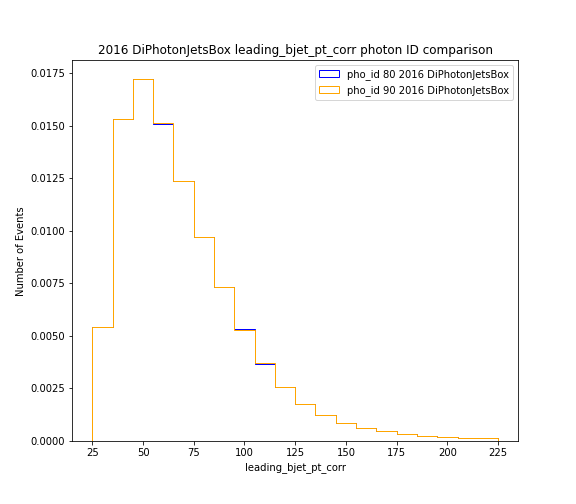 2016 DiPhotonJetsBox leading_bjet_pt_corr photon ID comparison
pho_id 80 2016 DiPhotonJetsBox
pho_id 90 2016 DiPhotonJetsBox
Number of Events
0.0175
0.0150
0.0125
0.0100
0.0075
0.0050
0.0025
0.0000
25 50 75 100 125 150 175 200 225
leading_bjet_pt_corr